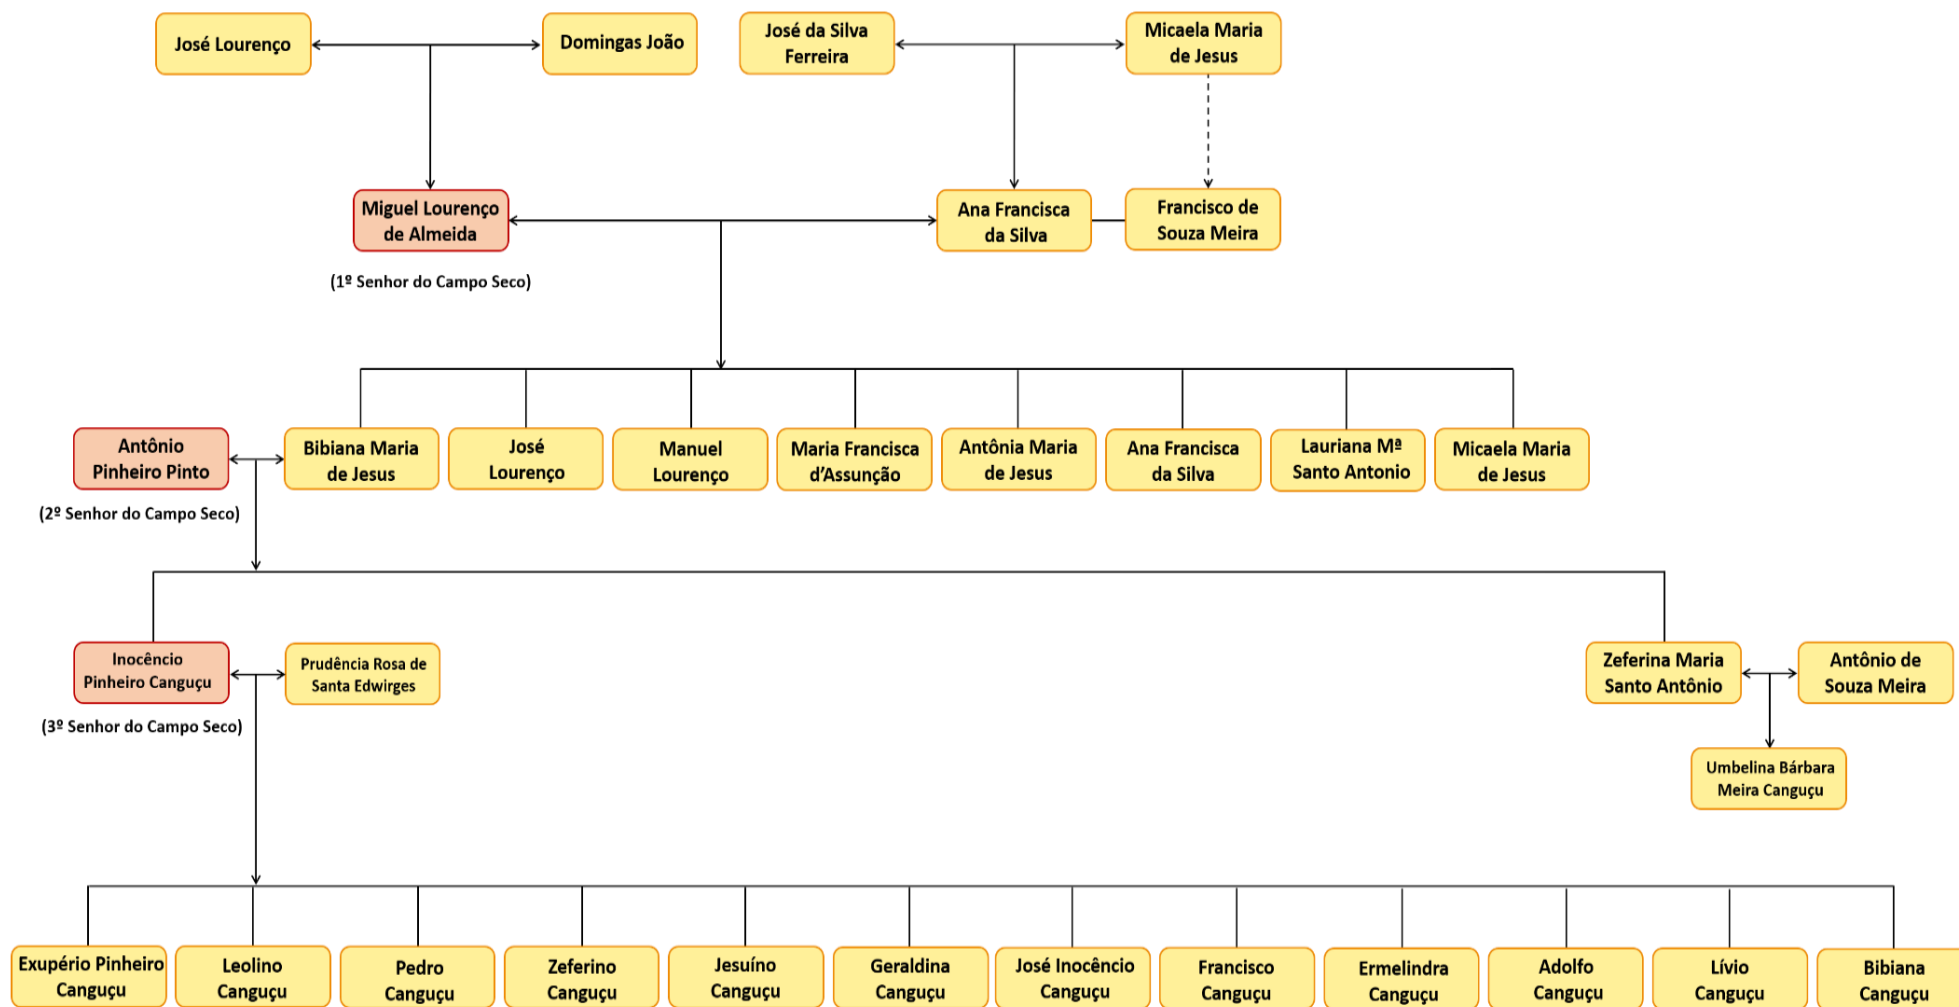 José Lourenço
Domingas João
José da Silva
Ferreira
Micaela Maria
de Jesus
Miguel Lourenço
de Almeida
(1º Senhor do Campo Seco)
Ana Francisca
da Silva
Francisco de
Souza Meira
Antônio
Pinheiro Pinto
(2º Senhor do Campo Seco)
Bibiana Maria
de Jesus
José
Lourenço
Manuel
Lourenço
Maria Francisca
d’Assunção
Antônia Maria
de Jesus
Ana Francisca
da Silva
Lauriana Mª
Santo Antonio
Micaela Maria
de Jesus
Inocêncio
Pinheiro Canguçu
(3º Senhor do Campo Seco)
Prudência Rosa de
Santa Edwirges
Zeferina Maria
Santo Antônio
Antônio de
Souza Meira
Umbelina Bárbara
Meira Canguçu
Exupério Pinheiro
Canguçu
Leolino
Canguçu
Pedro
Canguçu
Zeferino
Canguçu
Jesuíno
Canguçu
Geraldina
Canguçu
José Inocêncio
Canguçu
Francisco
Canguçu
Ermelindra
Canguçu
Adolfo
Canguçu
Lívio
Canguçu
Bibiana
Canguçu